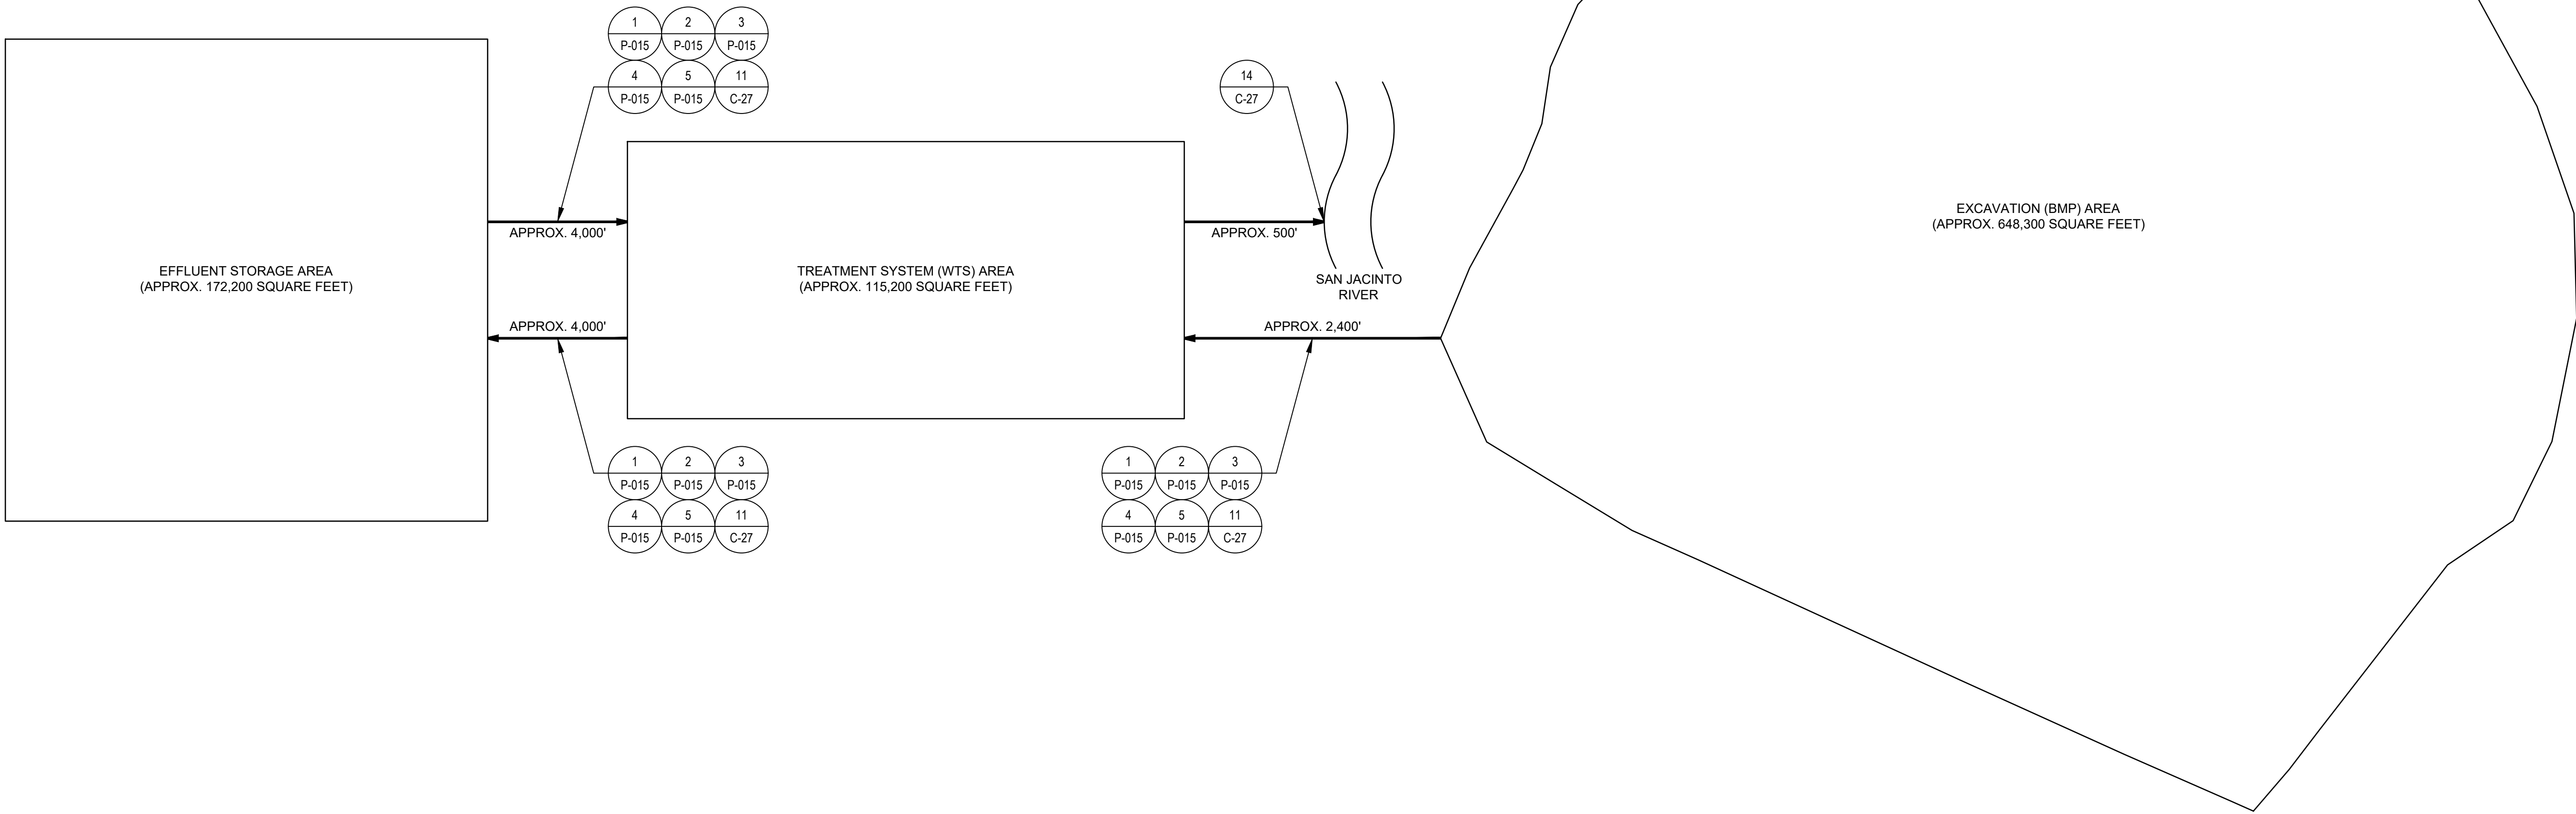 1 2 3
P-015 P-015 P-015
4 5 11
P-015 P-015 C-27
14
C-27
EXCAVATION (BMP) AREA
(APPROX. 648,300 SQUARE FEET)
APPROX. 4,000'
APPROX. 500'
EFFLUENT STORAGE AREA
(APPROX. 172,200 SQUARE FEET)
TREATMENT SYSTEM (WTS) AREA
(APPROX. 115,200 SQUARE FEET)
SAN JACINTO
RIVER
APPROX. 4,000'
APPROX. 2,400'
1 2 3
P-015 P-015 P-015
4 5 11
P-015 P-015 C-27
1 2 3
P-015 P-015 P-015
4 5 11
P-015 P-015 C-27